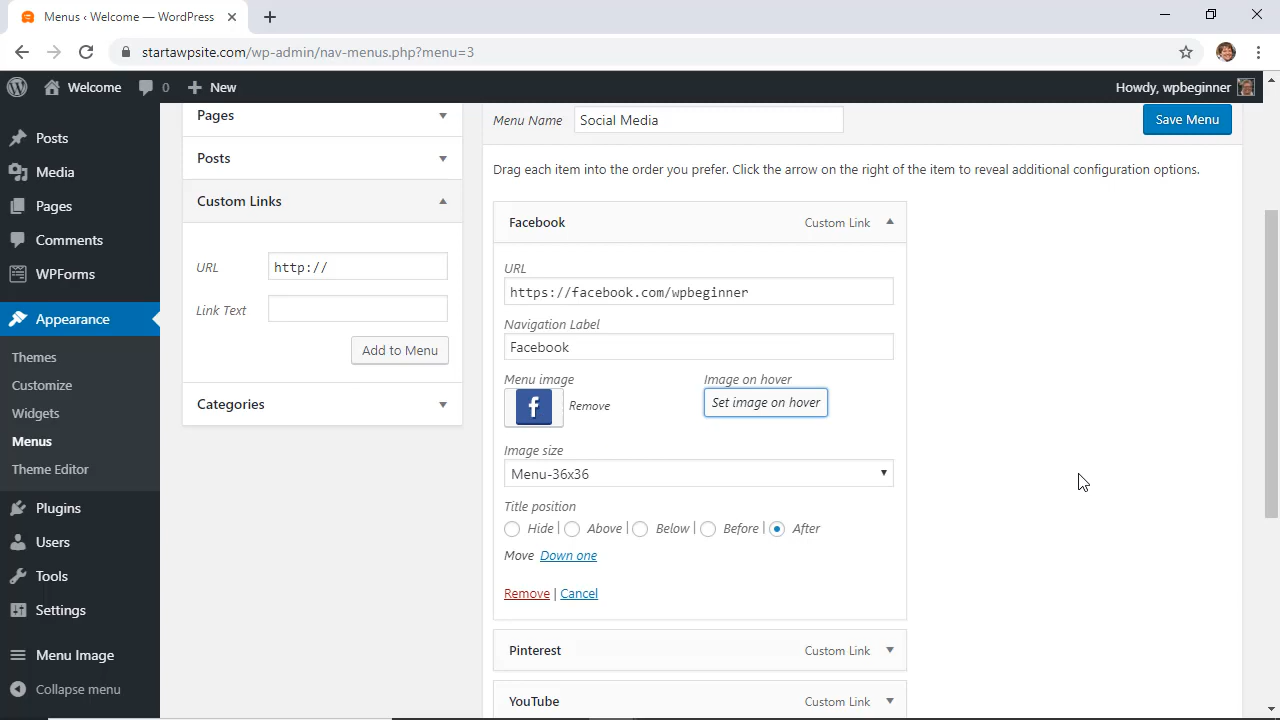 Menus ‹ Welcome — WordPress
startawpsite.com/wp-admin/nav-menus.php?menu=3
Welcome 0 New Howdy, wpbeginner
Posts
Media
Pages
Comments
WPForms
Appearance
Themes
Customize
Widgets
Menus
Theme Editor
Plugins
Users
Tools
Settings
Menu Image
Collapse menu
Pages
Posts
Custom Links
URL http://
Link Text
Add to Menu
Categories
Menu Name Social Media Save Menu
Drag each item into the order you prefer. Click the arrow on the right of the item to reveal additional configuration options.
Facebook Custom Link
URL
https://facebook.com/wpbeginner
Navigation Label
Facebook
Menu image Image on hover
f Remove Set image on hover
Image size
Menu-36x36
Title position
Hide | Above | Below | Before | After
Move Down one
Remove | Cancel
Pinterest Custom Link
YouTube Custom Link